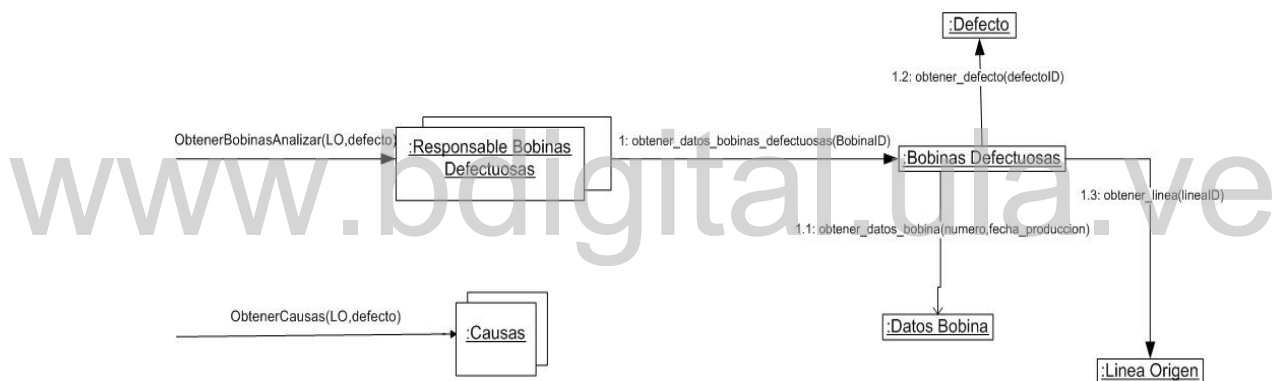 :Defecto
1.2: obtener_defecto(defectoID)
ObtenerBobinasAnalizar(LO,defecto)
:Responsable Bobinas
Defectuosas
1: obtener_datos_bobinas_defectuosas(BobinaID)
:Bobinas Defectuosas
1.3: obtener_linea(lineaID)
www.bdigital.ula.ve
1.1: obtener_datos_bobina(numero,fecha_produccion)
ObtenerCausas(LO,defecto)
:Causas
:Datos Bobina
:Linea Origen